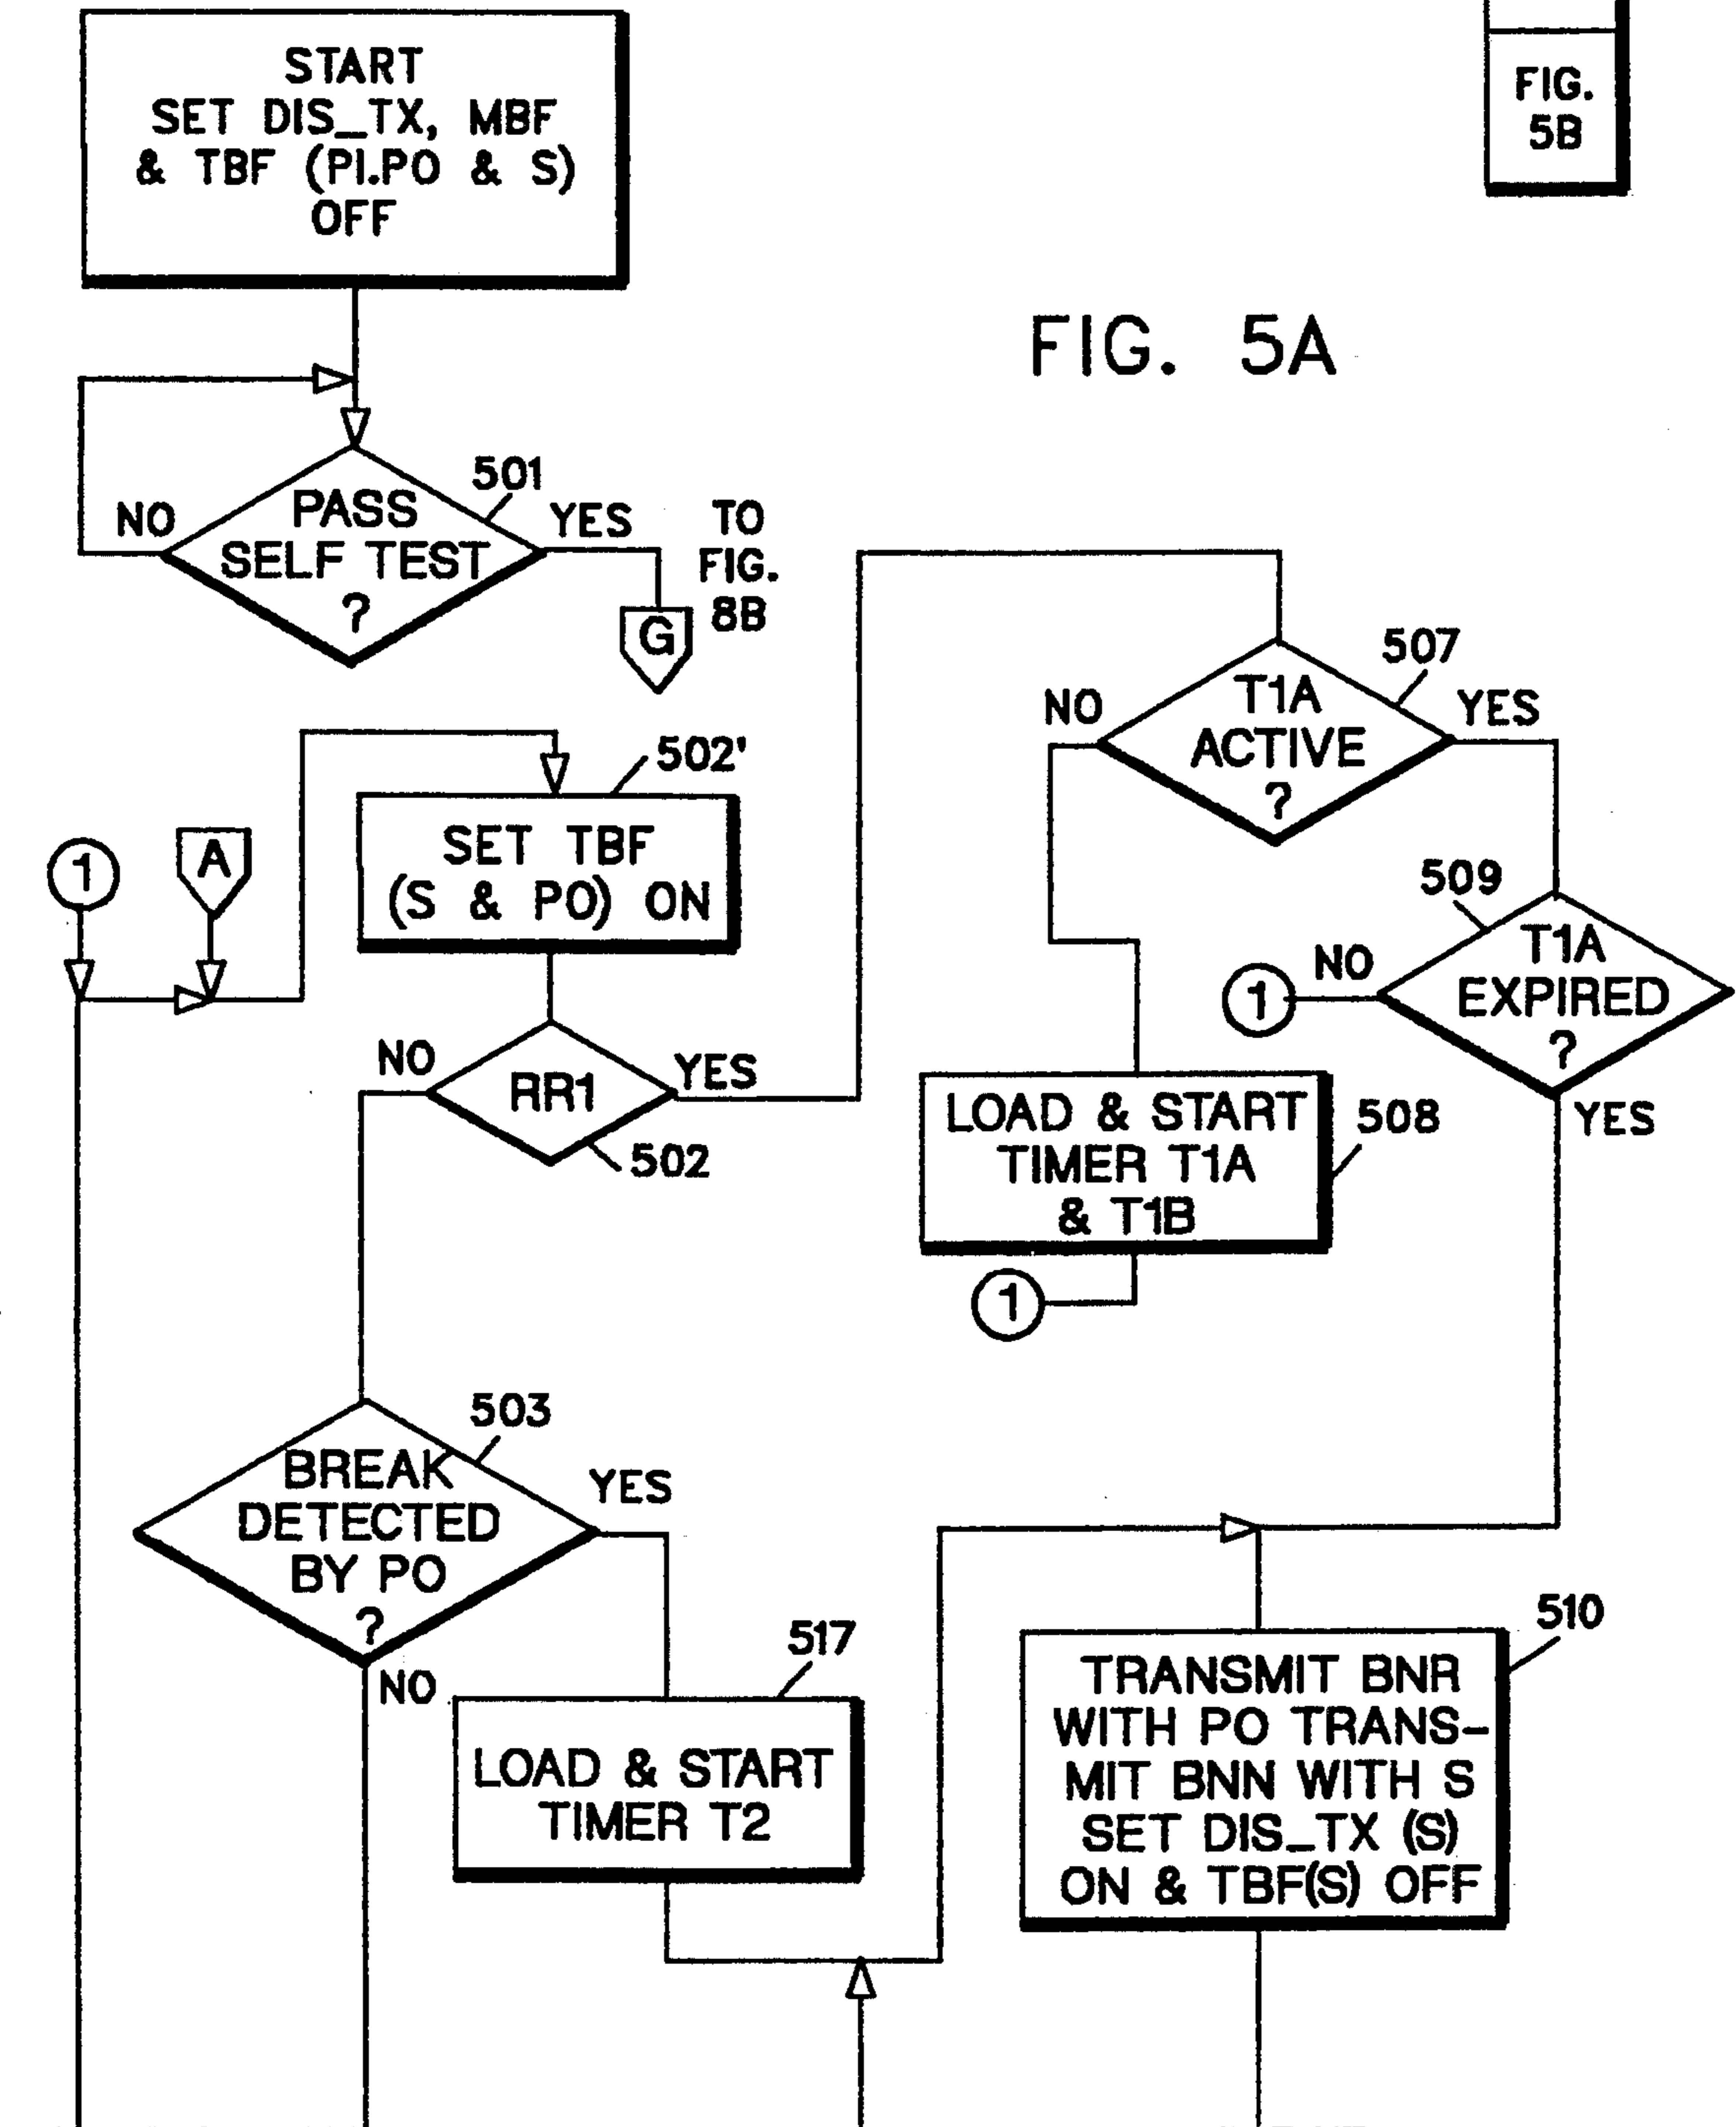 START
SET DIS_TX, MBF
& TBF (PI.PO & S)
OFF
FIG.
5B
FIG. 5A
501
NO
PASS
SELF TEST
?
YES
TO
FIG.
8B
G
507
NO
T1A
ACTIVE
?
YES
502'
SET TBF
(S & PO) ON
1
A
509
NO
T1A
EXPIRED
?
YES
1
NO
RR1
YES
502
LOAD & START
TIMER T1A
& T1B
508
1
503
BREAK
DETECTED
BY PO
?
YES
NO
517
LOAD & START
TIMER T2
510
TRANSMIT BNR
WITH PO TRANS-
MIT BNN WITH S
SET DIS_TX (S)
ON & TBF(S) OFF